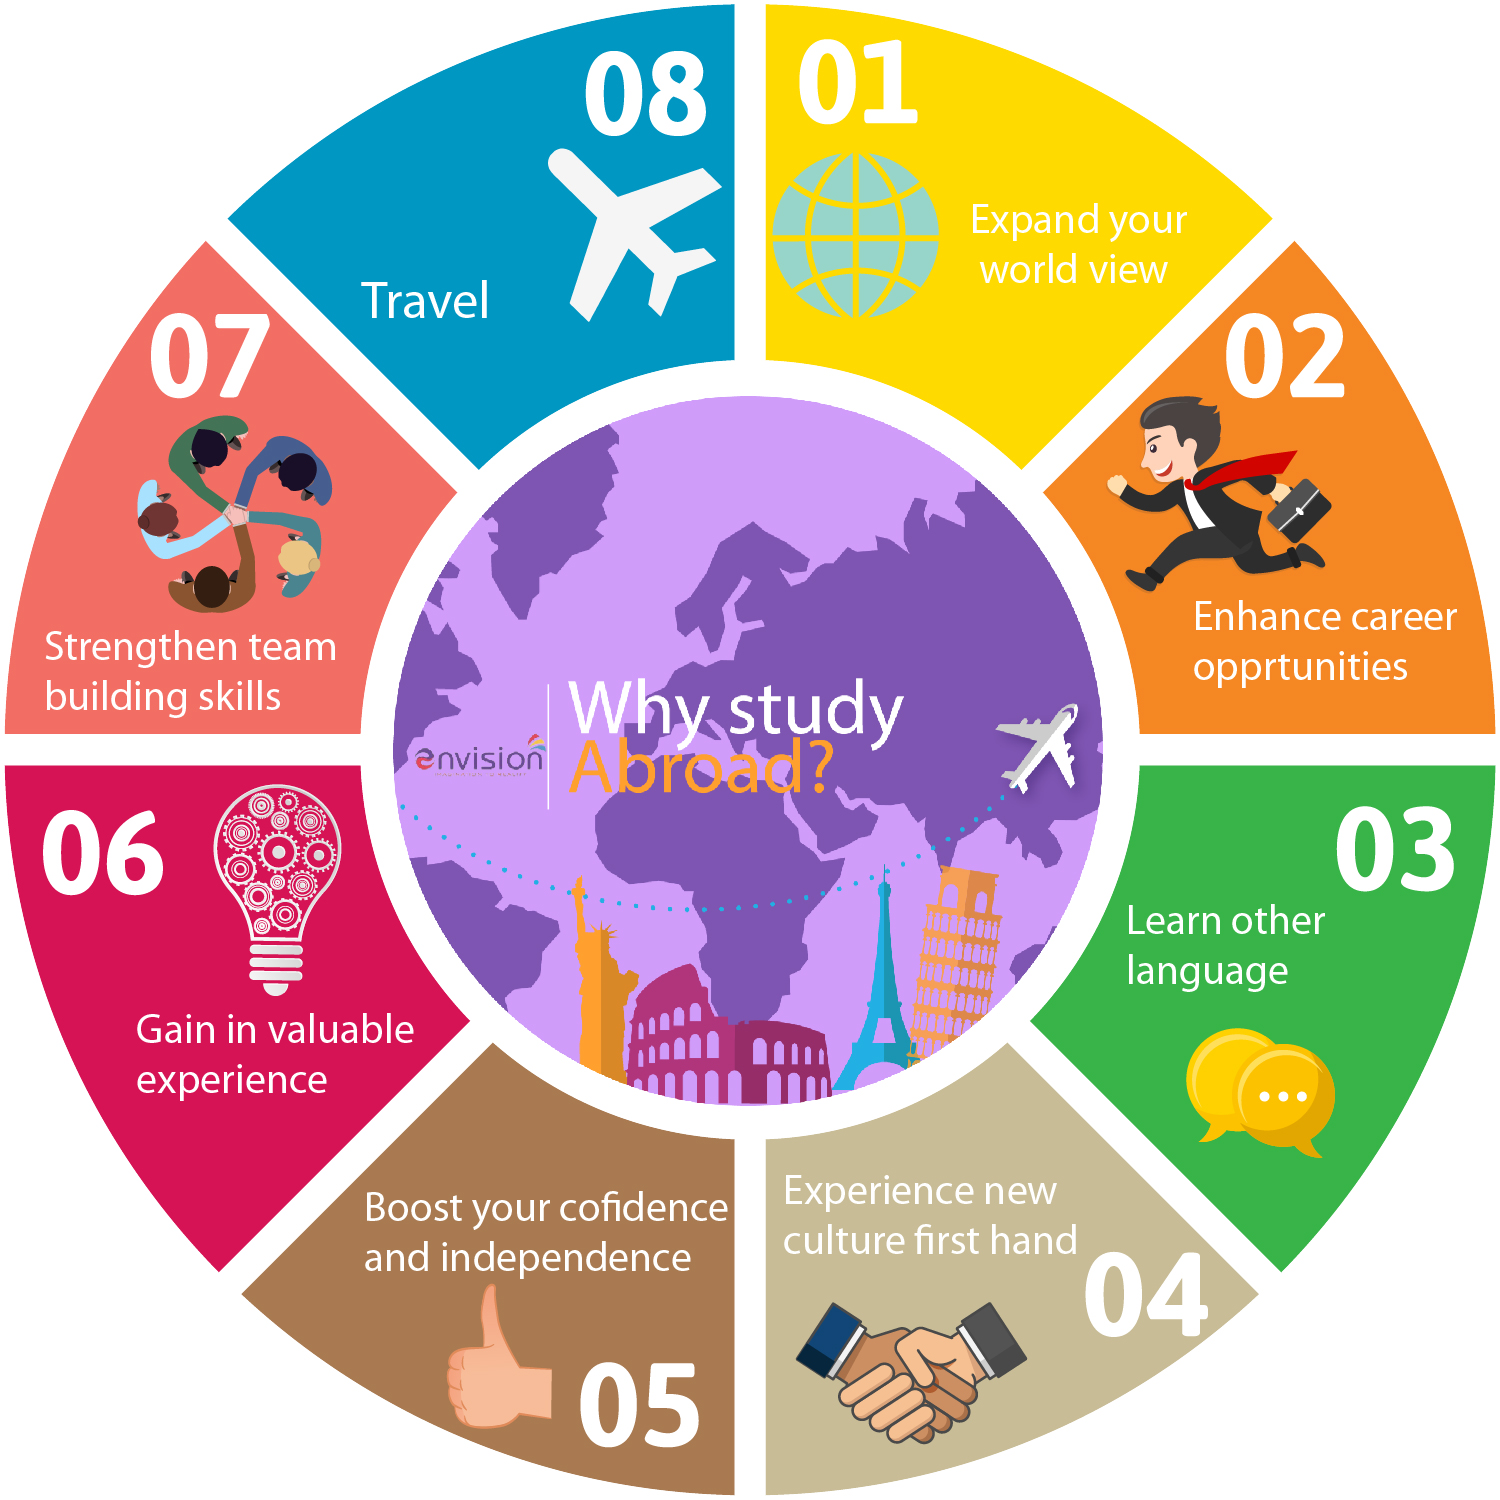 Why study
Abroad?
envision
01
Expand your
world view
02
Enhance career
opprtunities
03
Learn other
language
04
Experience new
culture first hand
05
Boost your cofidence
and independence
06
Gain in valuable
experience
07
Strengthen team
building skills
08
Travel